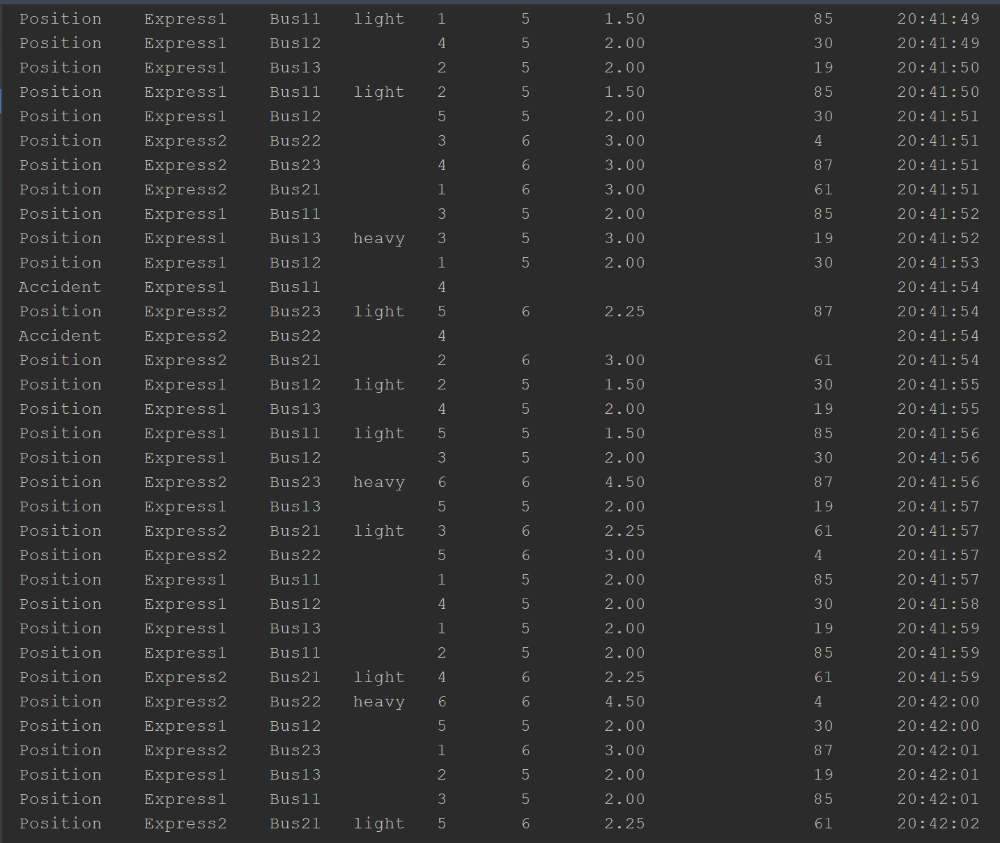 Position Express1 Bus11 light 1 5 1.50 85 20:41:49
Position Express1 Bus12 4 5 2.00 30 20:41:49
Position Express1 Bus13 2 5 2.00 19 20:41:50
Position Express1 Bus11 light 2 5 1.50 85 20:41:50
Position Express1 Bus12 5 5 2.00 30 20:41:51
Position Express2 Bus22 3 6 3.00 4 20:41:51
Position Express2 Bus23 4 6 3.00 87 20:41:51
Position Express2 Bus21 1 6 3.00 61 20:41:51
Position Express1 Bus11 3 5 2.00 85 20:41:52
Position Express1 Bus13 heavy 3 5 3.00 19 20:41:52
Position Express1 Bus12 1 5 2.00 30 20:41:53
Accident Express1 Bus11 4 20:41:54
Position Express2 Bus23 light 5 6 2.25 87 20:41:54
Accident Express2 Bus22 4 20:41:54
Position Express2 Bus21 2 6 3.00 61 20:41:54
Position Express1 Bus12 light 2 5 1.50 30 20:41:55
Position Express1 Bus13 4 5 2.00 19 20:41:55
Position Express1 Bus11 light 5 5 1.50 85 20:41:56
Position Express1 Bus12 3 5 2.00 30 20:41:56
Position Express2 Bus23 heavy 6 6 4.50 87 20:41:56
Position Express1 Bus13 5 5 2.00 19 20:41:57
Position Express2 Bus21 light 3 6 2.25 61 20:41:57
Position Express2 Bus22 5 6 3.00 4 20:41:57
Position Express1 Bus11 1 5 2.00 85 20:41:57
Position Express1 Bus12 4 5 2.00 30 20:41:58
Position Express1 Bus13 1 5 2.00 19 20:41:59
Position Express1 Bus11 2 5 2.00 85 20:41:59
Position Express2 Bus21 light 4 6 2.25 61 20:41:59
Position Express2 Bus22 heavy 6 6 4.50 4 20:42:00
Position Express1 Bus12 5 5 2.00 30 20:42:00
Position Express2 Bus23 1 6 3.00 87 20:42:01
Position Express1 Bus13 2 5 2.00 19 20:42:01
Position Express1 Bus11 3 5 2.00 85 20:42:01
Position Express2 Bus21 light 5 6 2.25 61 20:42:02